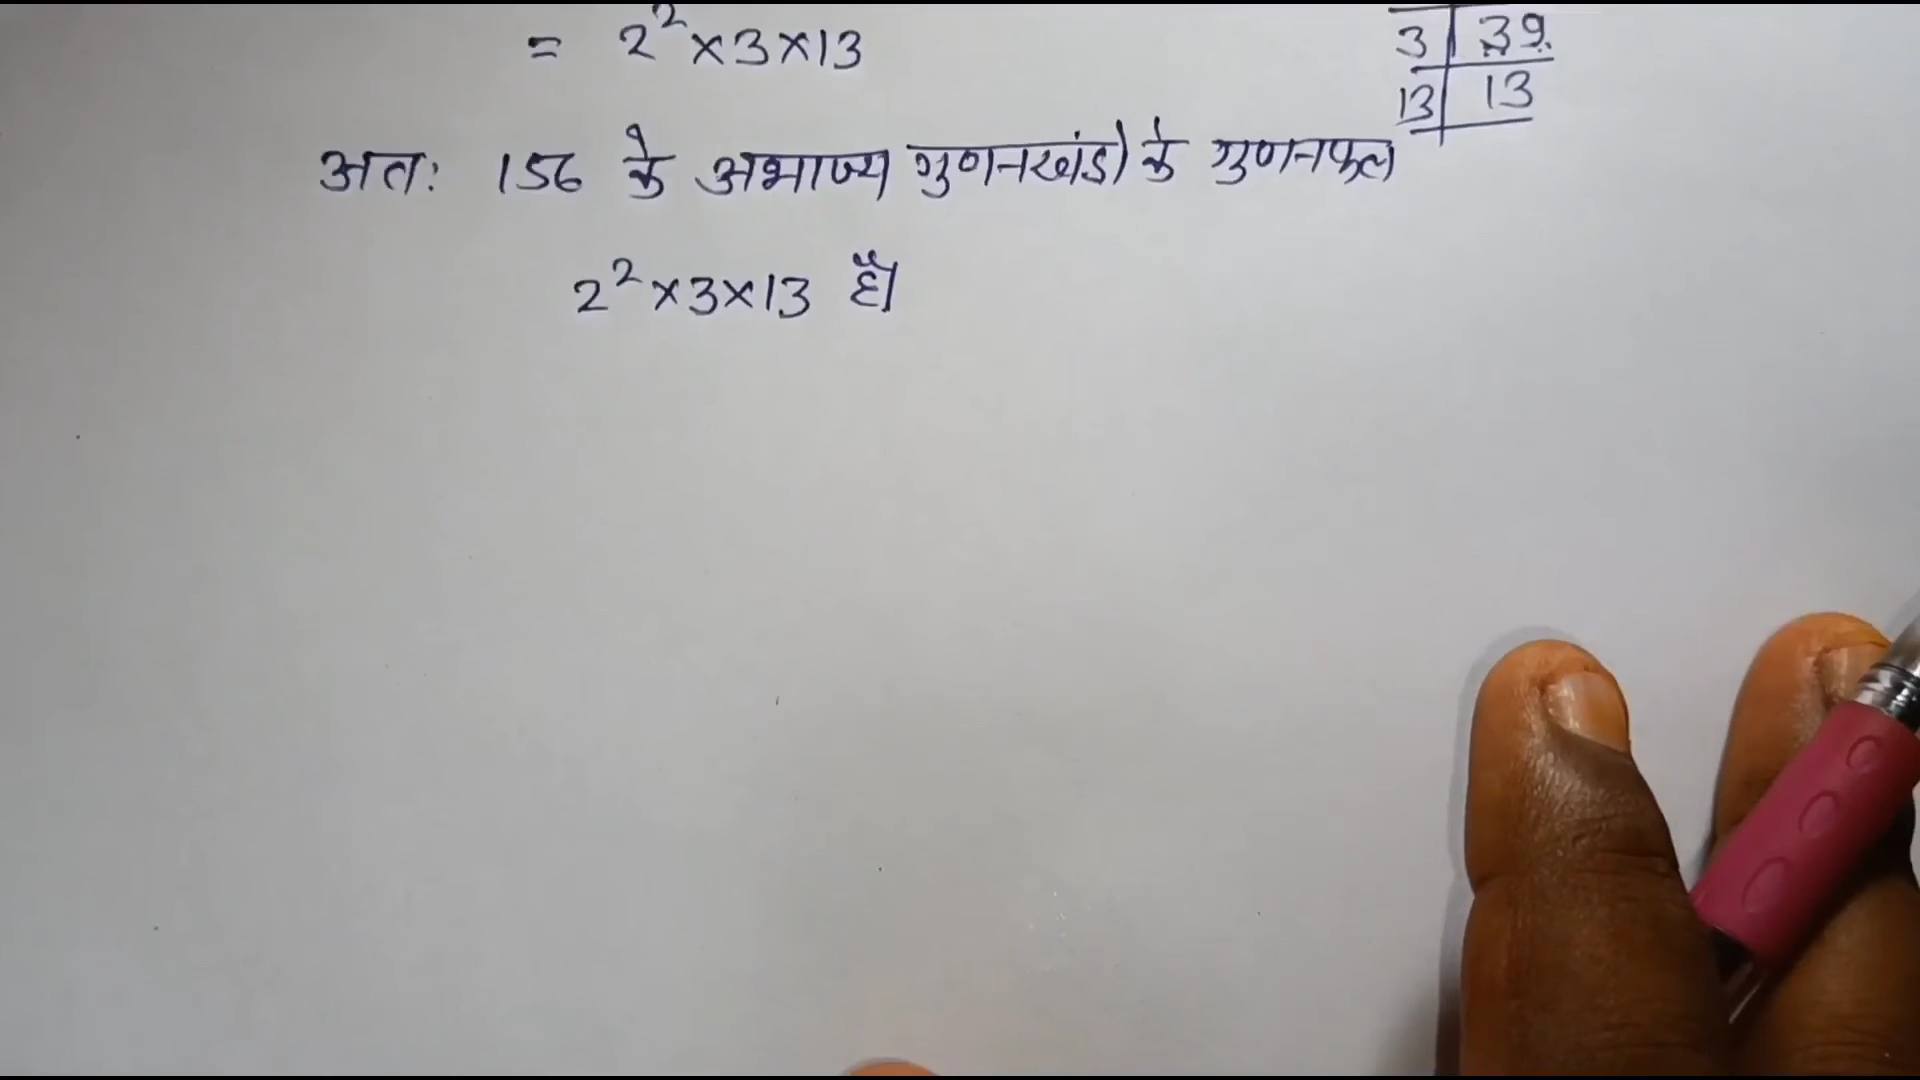 = 2² × 3 × 13
3 | 39
13 | 13
अतः 156 के अभाज्य गुणनखंडों के गुणनफल
2² × 3 × 13 है।